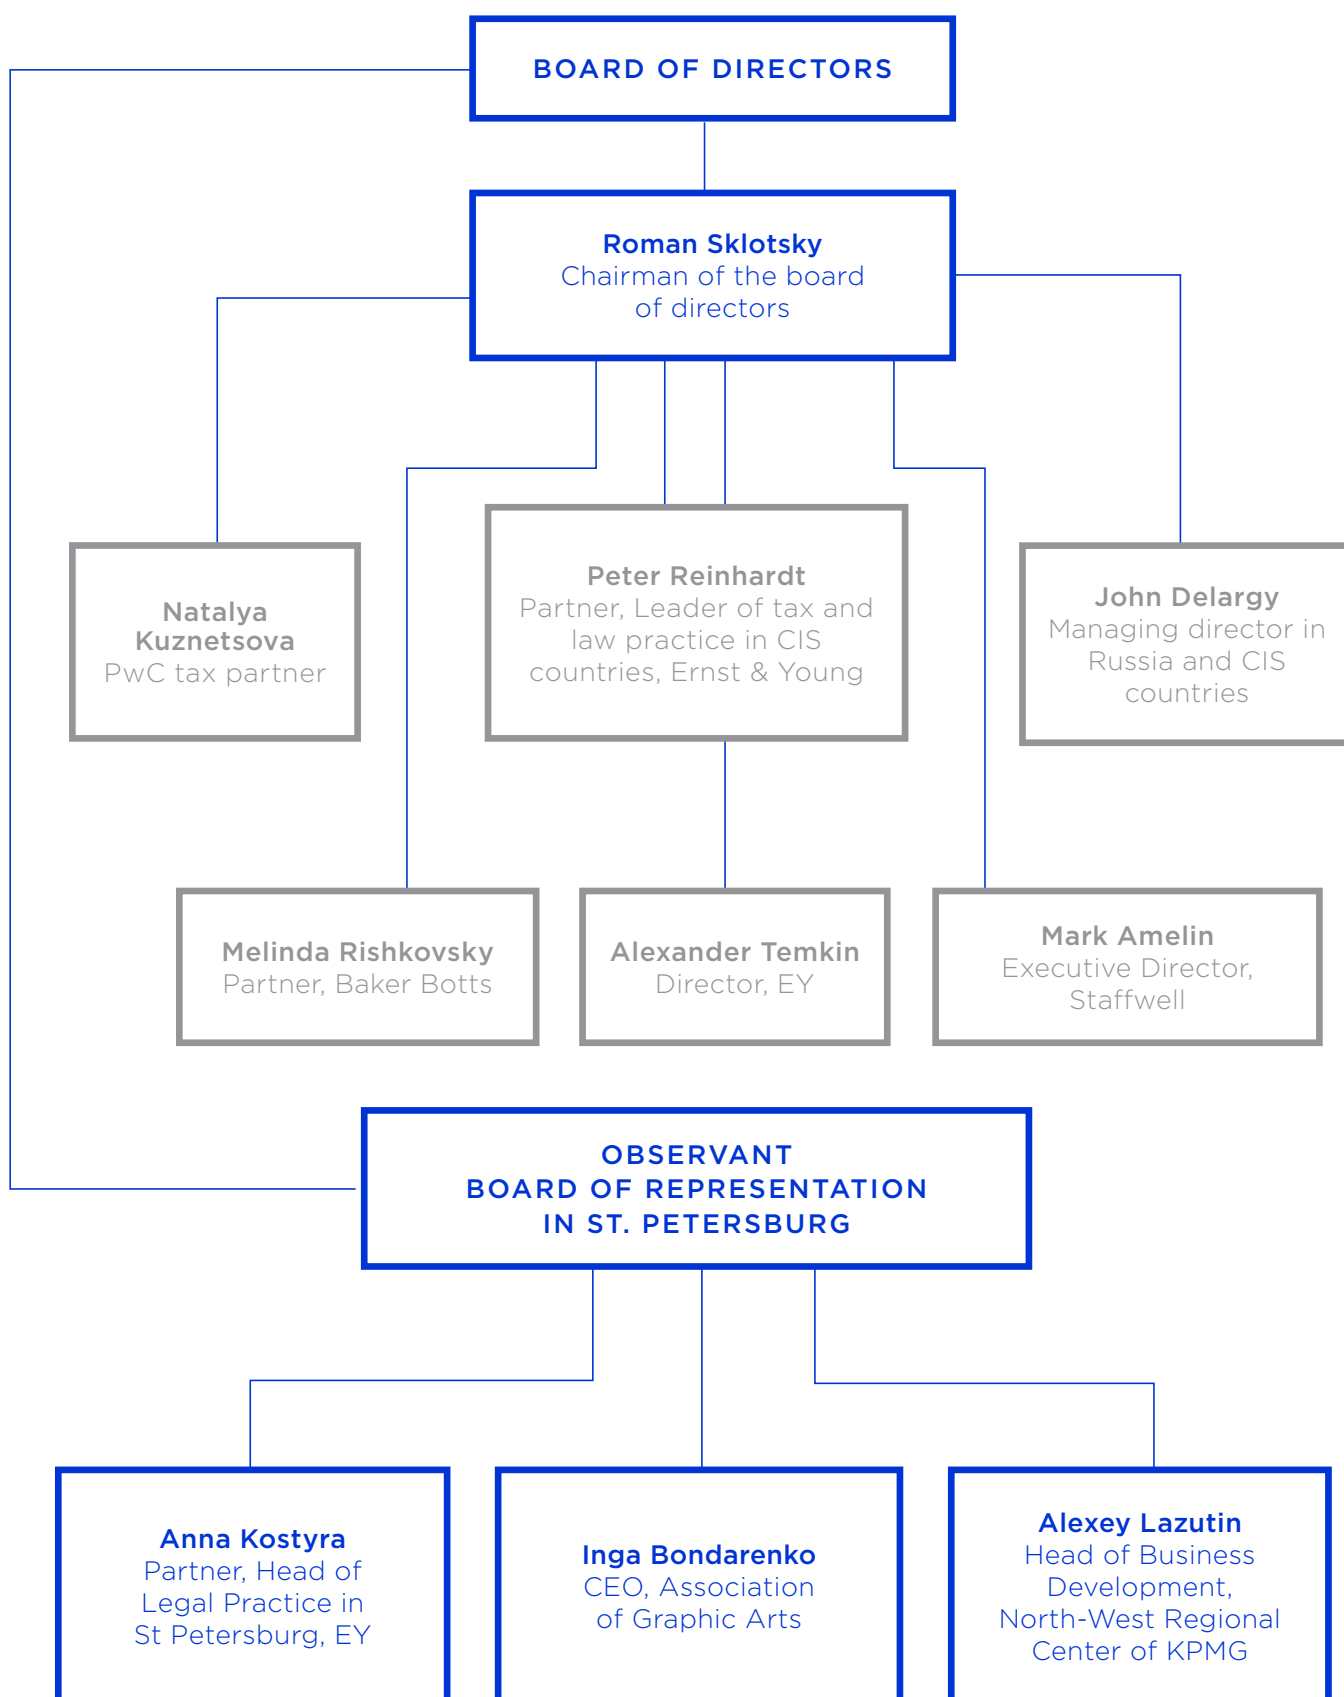 BOARD OF DIRECTORS
Roman Sklotsky
Chairman of the board
of directors
Natalya
Kuznetsova
PwC tax partner
Peter Reinhardt
Partner, Leader of tax and
law practice in CIS
countries, Ernst & Young
John Delargy
Managing director in
Russia and CIS
countries
Melinda Rishkovsky
Partner, Baker Botts
Alexander Temkin
Director, EY
Mark Amelin
Executive Director,
Staffwell
OBSERVANT
BOARD OF REPRESENTATION
IN ST. PETERSBURG
Anna Kostyra
Partner, Head of
Legal Practice in
St Petersburg, EY
Inga Bondarenko
CEO, Association
of Graphic Arts
Alexey Lazutin
Head of Business
Development,
North-West Regional
Center of KPMG